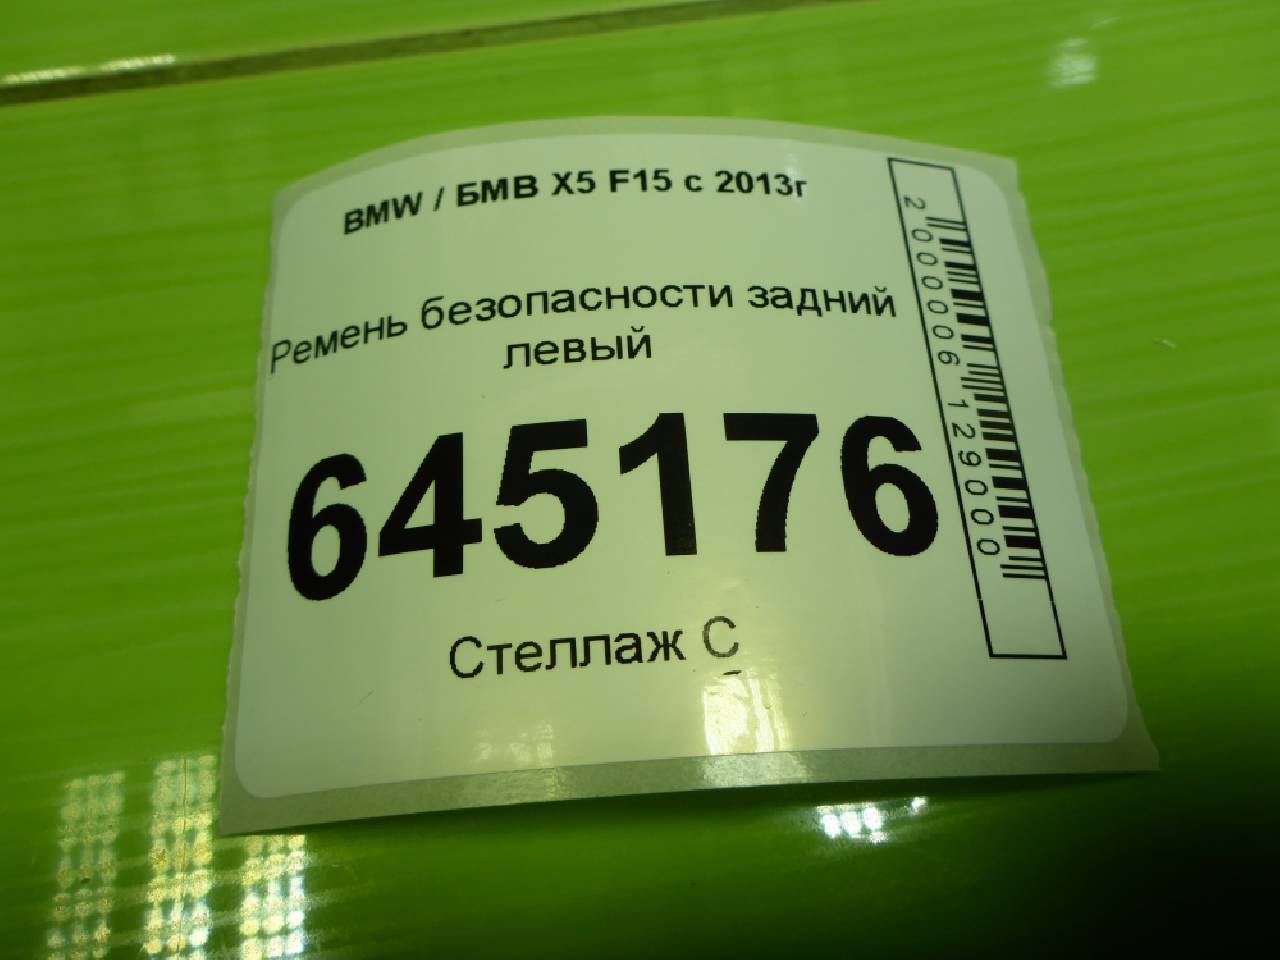 BMW / БМВ X5 F15 с 2013г
Ремень безопасности задний
левый
645176
Стеллаж С
2000006129000